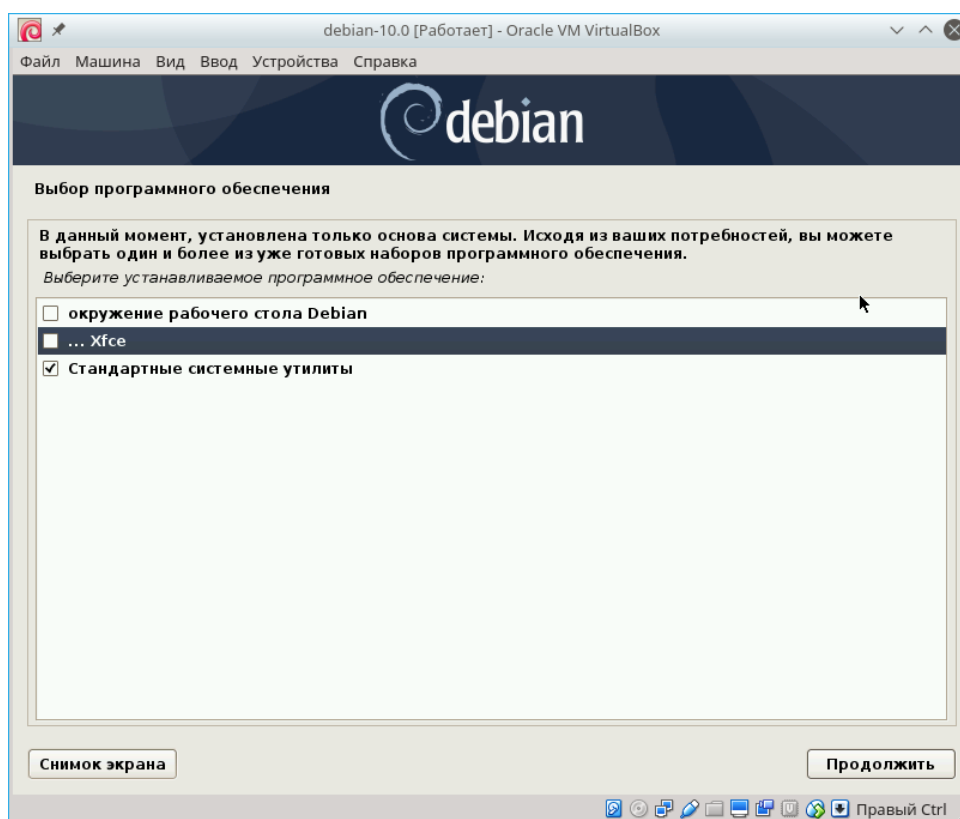 debian-10.0 [Работает] - Oracle VM VirtualBox
Файл Машина Вид Ввод Устройства Справка
debian
Выбор программного обеспечения
В данный момент, установлена только основа системы. Исходя из ваших потребностей, вы можете
выбрать один и более из уже готовых наборов программного обеспечения.
Выберите устанавливаемое программное обеспечение:
окружение рабочего стола Debian
... Xfce
Стандартные системные утилиты
Снимок экрана
Продолжить
Правый Ctrl